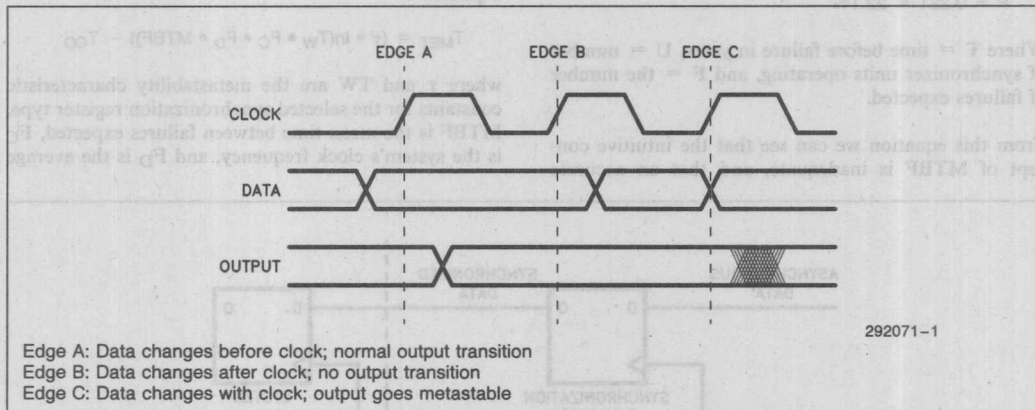 EDGE A EDGE B EDGE C
CLOCK
DATA
OUTPUT
292071–1
Edge A: Data changes before clock; normal output transition
Edge B: Data changes after clock; no output transition
Edge C: Data changes with clock; output goes metastable